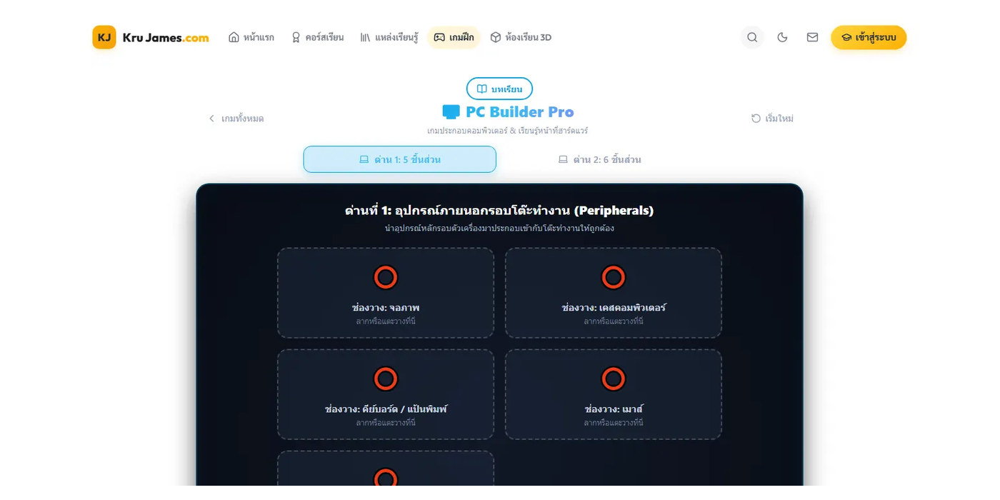 KJ Kru James.com หน้าแรก คอร์สเรียน แหล่งเรียนรู้ เกมฝึก ห้องเรียน 3D เข้าสู่ระบบ
บทเรียน
เกมทั้งหมด
PC Builder Pro
เริ่มใหม่
เกมประกอบคอมพิวเตอร์ & เรียนรู้หน้าที่ฮาร์ดแวร์
ด่าน 1: 5 ชิ้นส่วน ด่าน 2: 6 ชิ้นส่วน
ด่านที่ 1: อุปกรณ์ภายนอกรอบโต๊ะทำงาน (Peripherals)
นำอุปกรณ์หลักรอบตัวเครื่องมาประกอบเข้ากับโต๊ะทำงานให้ถูกต้อง
ช่องวาง: จอภาพ
ลากหรือแตะวางที่นี่
ช่องวาง: เคสคอมพิวเตอร์
ลากหรือแตะวางที่นี่
ช่องวาง: คีย์บอร์ด / แป้นพิมพ์
ลากหรือแตะวางที่นี่
ช่องวาง: เมาส์
ลากหรือแตะวางที่นี่